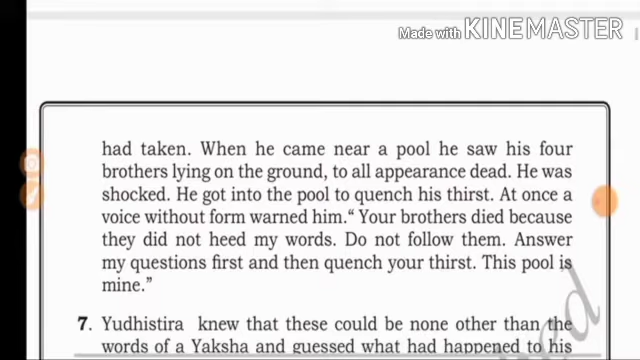 Made with KINEMASTER
had taken. When he came near a pool he saw his four
brothers lying on the ground, to all appearance dead. He was
shocked. He got into the pool to quench his thirst. At once a
voice without form warned him.“ Your brothers died because
they did not heed my words. Do not follow them. Answer
my questions first and then quench your thirst. This pool is
mine.”
7. Yudhistira knew that these could be none other than the
words of a Yaksha and guessed what had happened to his